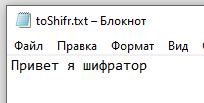 toShifr.txt – Блокнот
Файл Правка Формат Вид
Привет я шифратор